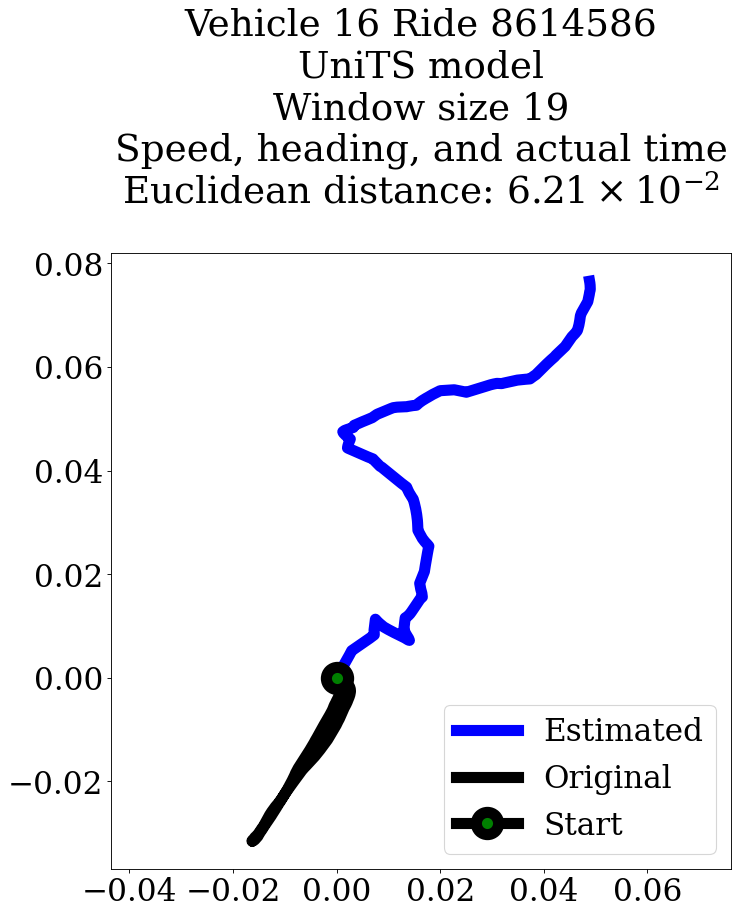 Vehicle 16 Ride 8614586
UniTS model
Window size 19
Speed, heading, and actual time
Euclidean distance: 6.21 × 10⁻²
0.08
0.06
0.04
0.02
0.00
−0.02
−0.04 −0.02 0.00 0.02 0.04 0.06
Estimated
Original
Start